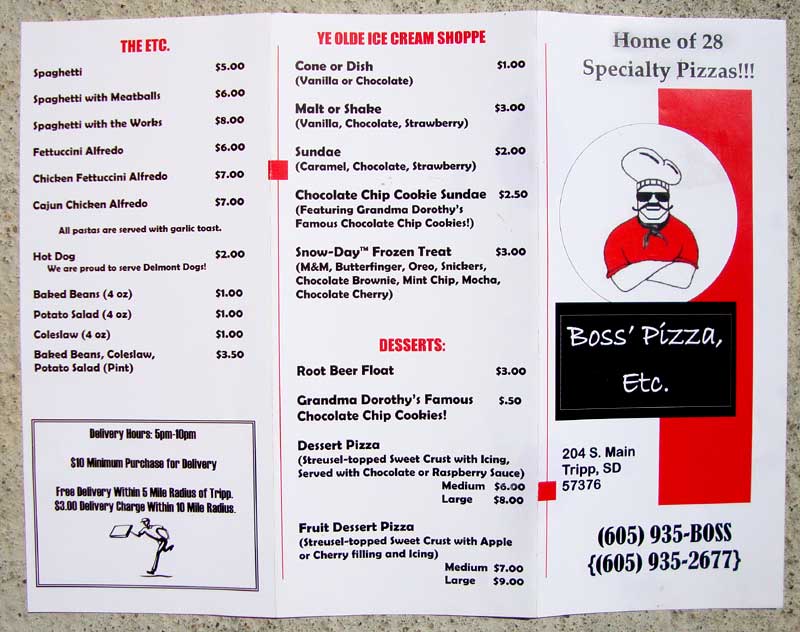 THE ETC.
Spaghetti $5.00
Spaghetti with Meatballs $6.00
Spaghetti with the Works $8.00
Fettuccini Alfredo $6.00
Chicken Fettuccini Alfredo $7.00
Cajun Chicken Alfredo $7.00
All pastas are served with garlic toast.
Hot Dog $2.00
We are proud to serve Delmont Dogs!
Baked Beans (4 oz) $1.00
Potato Salad (4 oz) $1.00
Coleslaw (4 oz) $1.00
Baked Beans, Coleslaw, $3.50
Potato Salad (Pint)
Delivery Hours: 5pm-10pm
$10 Minimum Purchase for Delivery
Free Delivery Within 5 Mile Radius of Tripp.
$3.00 Delivery Charge Within 10 Mile Radius.
YE OLDE ICE CREAM SHOPPE
Cone or Dish $1.00
(Vanilla or Chocolate)
Malt or Shake $3.00
(Vanilla, Chocolate, Strawberry)
Sundae $2.00
(Caramel, Chocolate, Strawberry)
Chocolate Chip Cookie Sundae $2.50
(Featuring Grandma Dorothy's
Famous Chocolate Chip Cookies!)
Snow-Day™ Frozen Treat $3.00
(M&M, Butterfinger, Oreo, Snickers,
Chocolate Brownie, Mint Chip, Mocha,
Chocolate Cherry)
DESSERTS:
Root Beer Float $3.00
Grandma Dorothy's Famous $.50
Chocolate Chip Cookies!
Dessert Pizza
(Streusel-topped Sweet Crust with Icing,
Served with Chocolate or Raspberry Sauce)
Medium $6.00
Large $8.00
Fruit Dessert Pizza
(Streusel-topped Sweet Crust with Apple
or Cherry filling and Icing)
Medium $7.00
Large $9.00
Home of 28
Specialty Pizzas!!!
Boss' Pizza,
Etc.
204 S. Main
Tripp, SD
57376
(605) 935-BOSS
{(605) 935-2677}